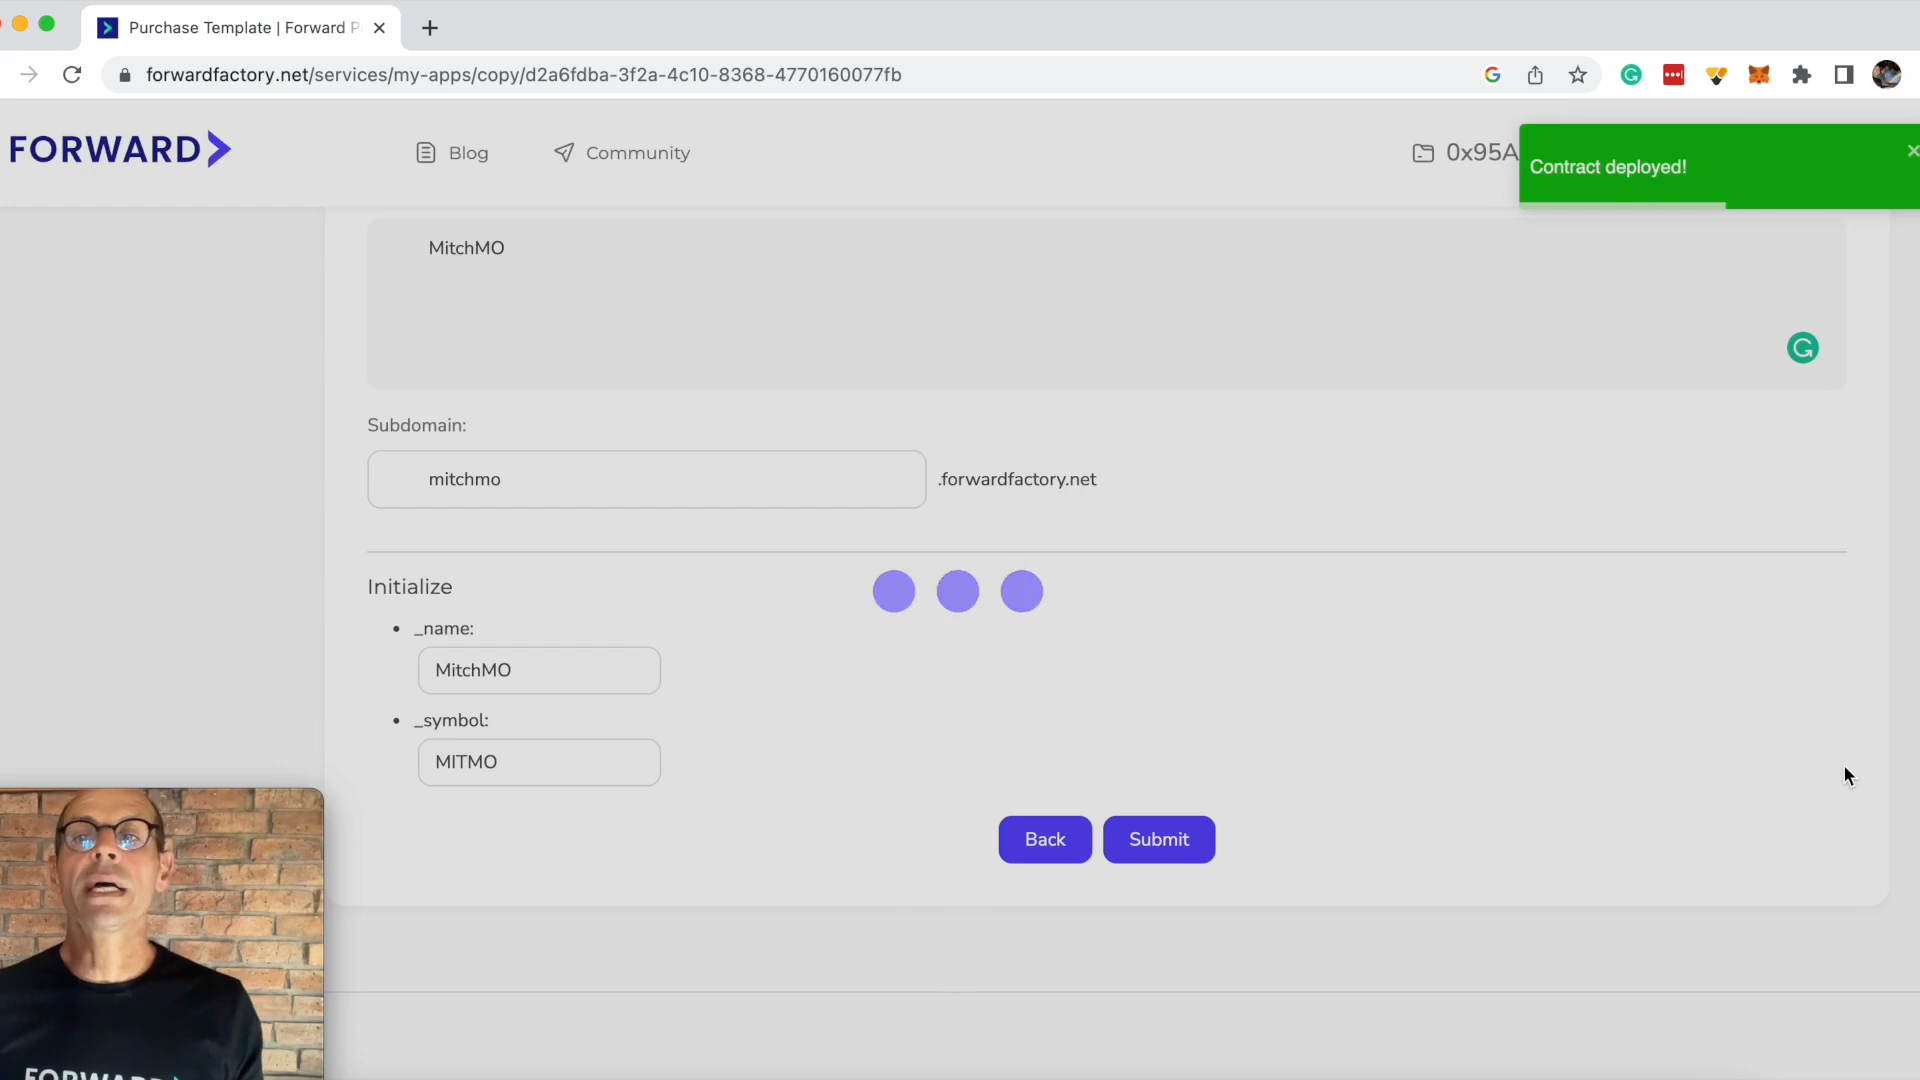 Purchase Template | Forward P
forwardfactory.net/services/my-apps/copy/d2a6fdba-3f2a-4c10-8368-4770160077fb
FORWARD
Blog
Community
0x95A
Contract deployed!
MitchMO
Subdomain:
mitchmo
.forwardfactory.net
Initialize
_name:
MitchMO
_symbol:
MITMO
Back
Submit
FORWARD